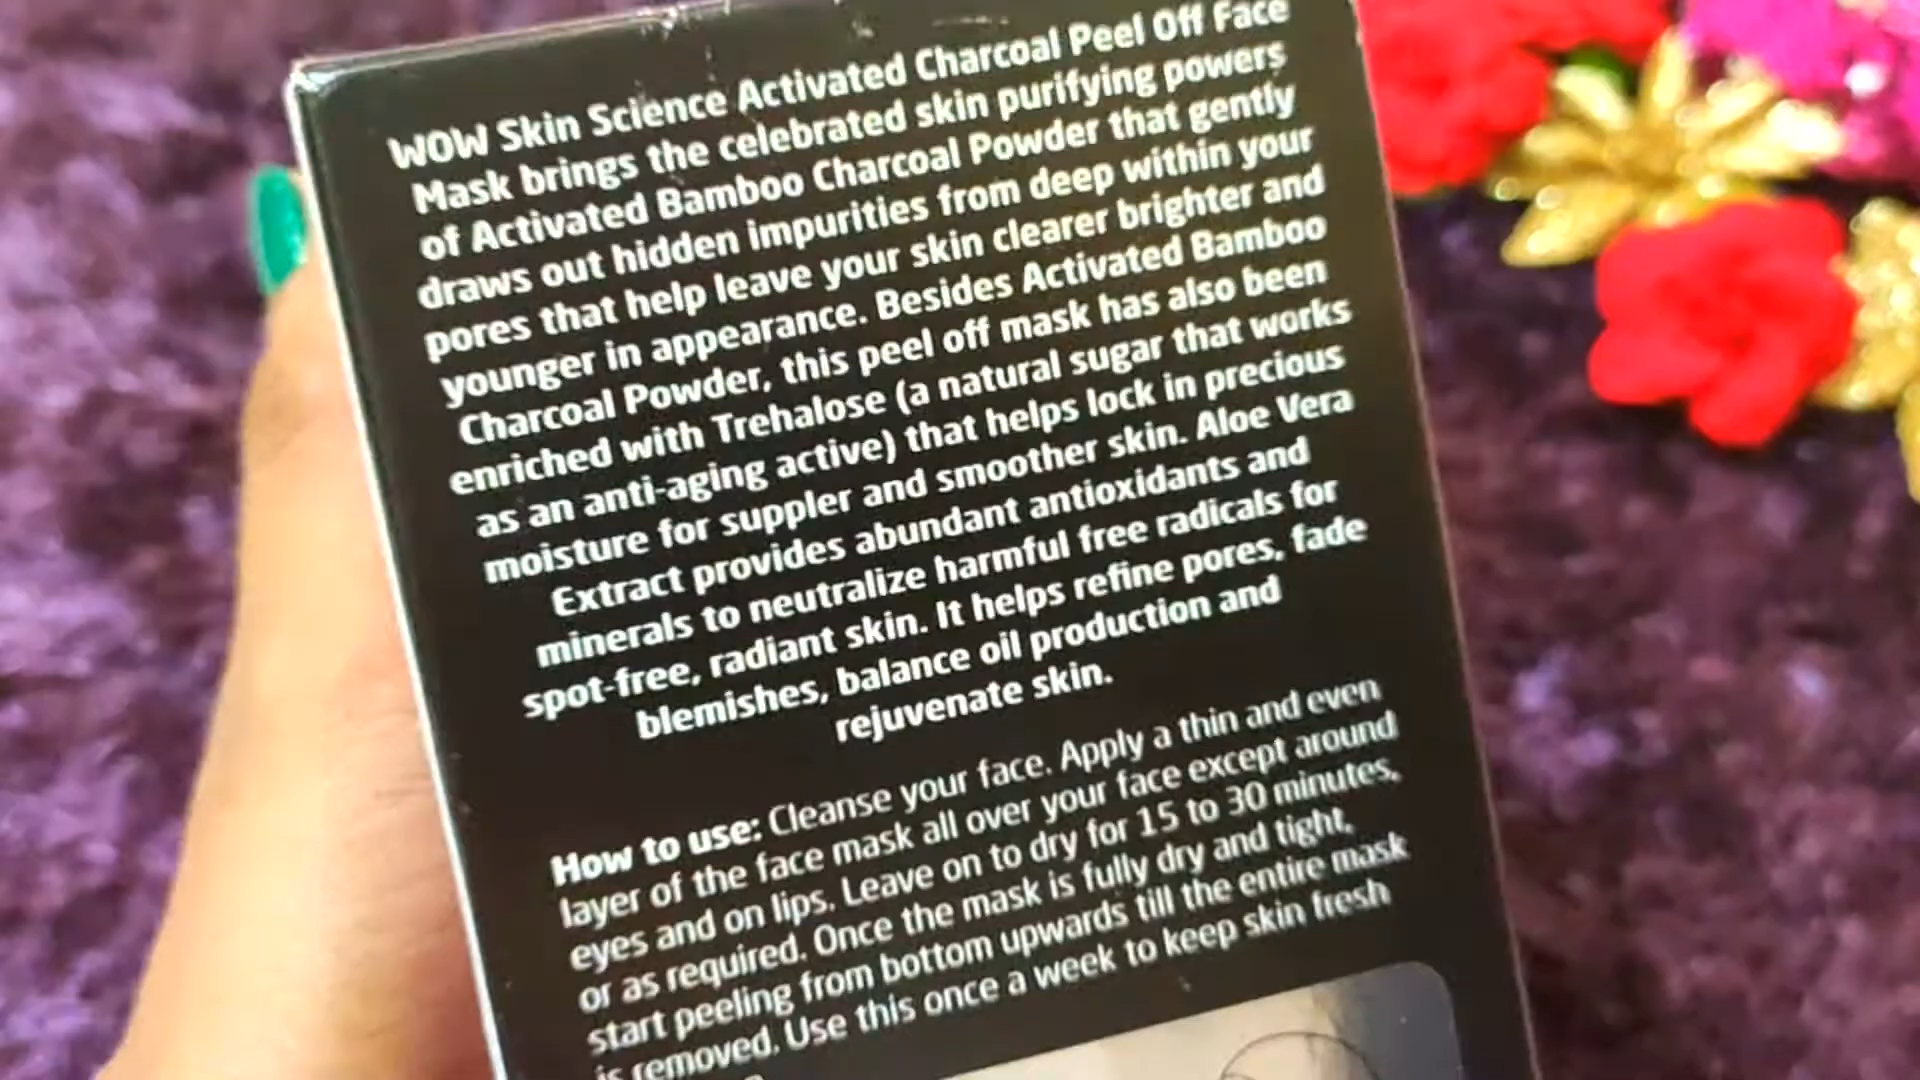 WOW Skin Science Activated Charcoal Peel Off Face
Mask brings the celebrated skin purifying powers
of Activated Bamboo Charcoal Powder that gently
draws out hidden impurities from deep within your
pores that help leave your skin clearer brighter and
younger in appearance. Besides Activated Bamboo
Charcoal Powder, this peel off mask has also been
enriched with Trehalose (a natural sugar that works
as an anti-aging active) that helps lock in precious
moisture for suppler and smoother skin. Aloe Vera
Extract provides abundant antioxidants and
minerals to neutralize harmful free radicals for
spot-free, radiant skin. It helps refine pores, fade
blemishes, balance oil production and
rejuvenate skin.
How to use: Cleanse your face. Apply a thin and even
layer of the face mask all over your face except around
eyes and on lips. Leave on to dry for 15 to 30 minutes,
or as required. Once the mask is fully dry and tight,
start peeling from bottom upwards till the entire mask
is removed. Use this once a week to keep skin fresh